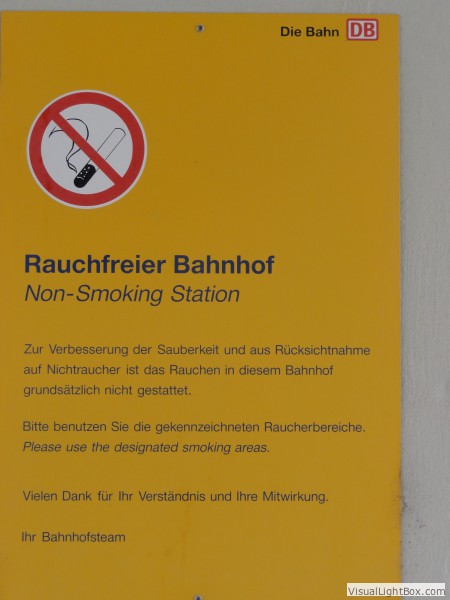 Die Bahn DB
Rauchfreier Bahnhof
Non-Smoking Station
Zur Verbesserung der Sauberkeit und aus Rücksichtnahme
auf Nichtraucher ist das Rauchen in diesem Bahnhof
grundsätzlich nicht gestattet.
Bitte benutzen Sie die gekennzeichneten Raucherbereiche.
Please use the designated smoking areas.
Vielen Dank für Ihr Verständnis und Ihre Mitwirkung.
Ihr Bahnhofsteam
VisualLightBox.com